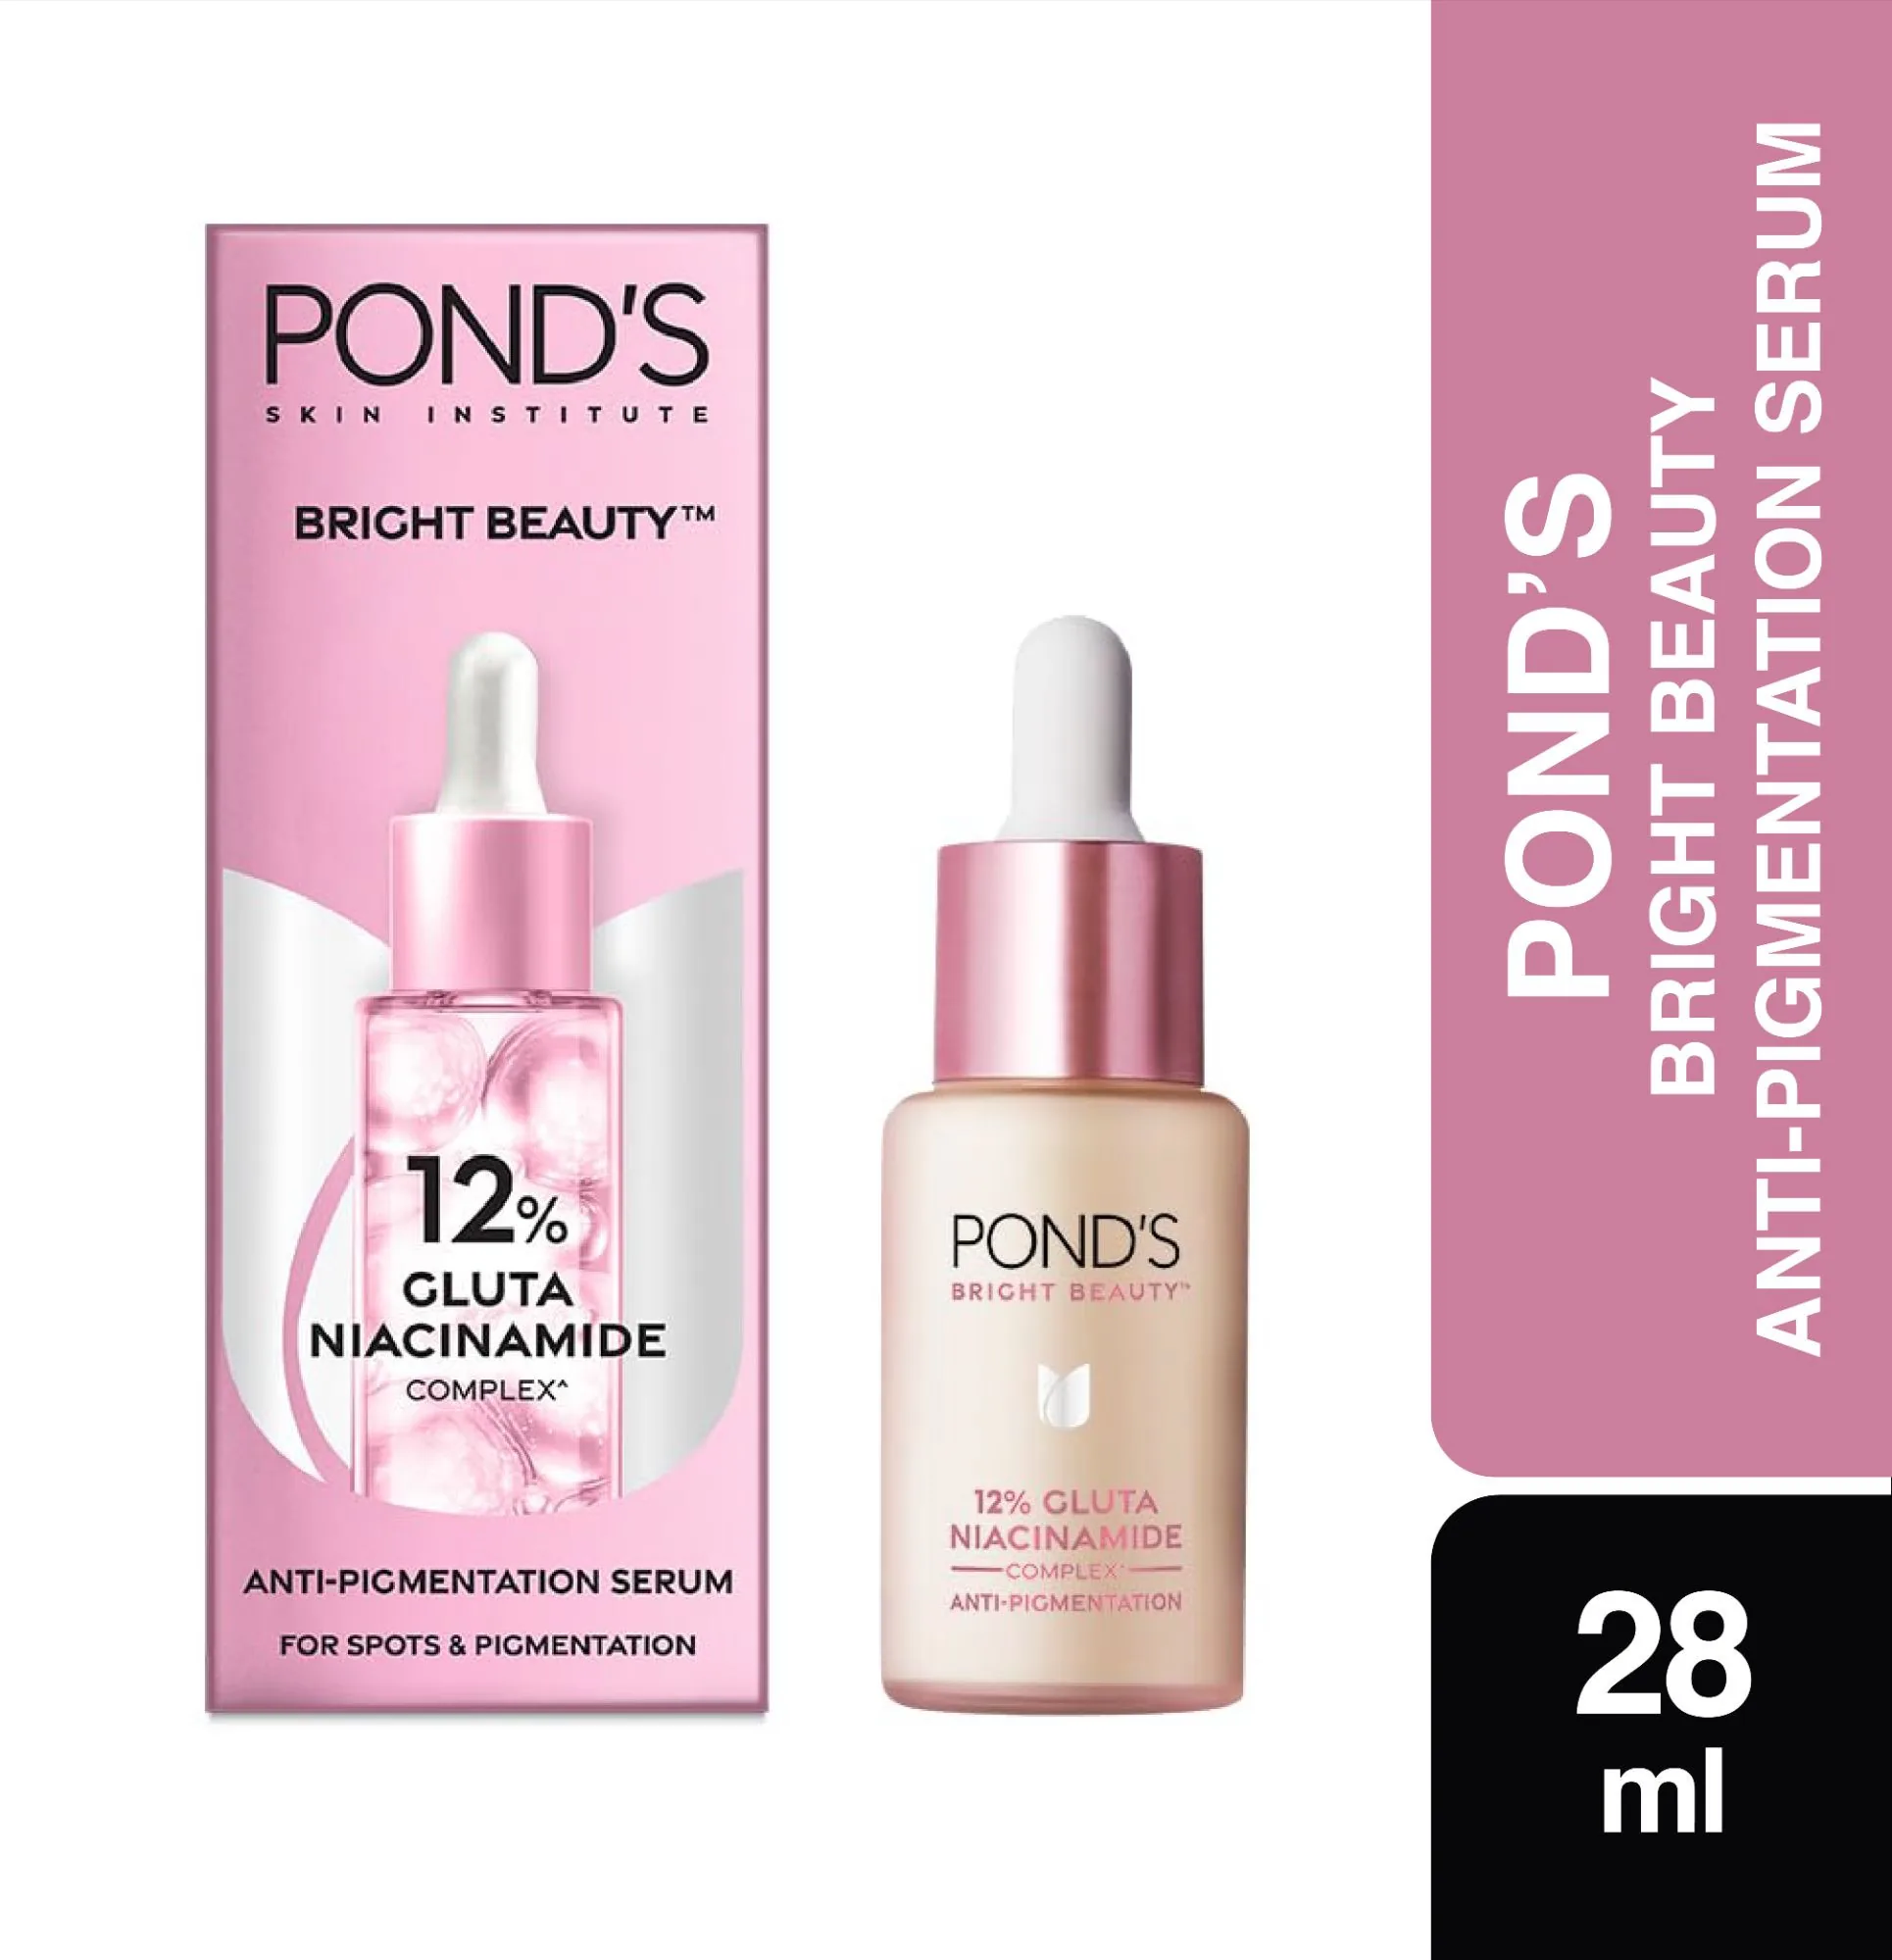 POND'S
SKIN INSTITUTE
BRIGHT BEAUTY™
12%
GLUTA
NIACINAMIDE
COMPLEX^
ANTI-PIGMENTATION SERUM
FOR SPOTS & PIGMENTATION
POND'S
BRIGHT BEAUTY™
12% GLUTA
NIACINAMIDE
COMPLEX^
ANTI-PIGMENTATION
POND’S
BRIGHT BEAUTY
ANTI-PIGMENTATION SERUM
28
ml